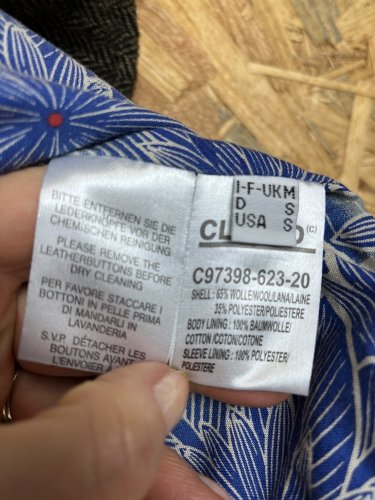 BITTE ENTFERNEN SIE DIE
LEDERKNÖPFE VOR DER
CHEMISCHEN REINIGUNG
PLEASE REMOVE THE
LEATHERBUTTONS BEFORE
DRY CLEANING
PER FAVORE STACCARE I
BOTTONI IN PELLE PRIMA
DI MANDARLI IN
LAVANDERIA
S.V.P. DÉTACHER LES
BOUTONS AVANT
L'ENVOIER
I-F-UK M
D S
USA S
(C)
C97398-623-20
SHELL : 65% WOLLE/WOOL/LANA/LAINE
35% POLYESTER/POLIESTERE
BODY LINING : 100% BAUMWOLLE/
COTTON /COTON/COTONE
SLEEVE LINING : 100% POLYESTER/
POLIESTERE